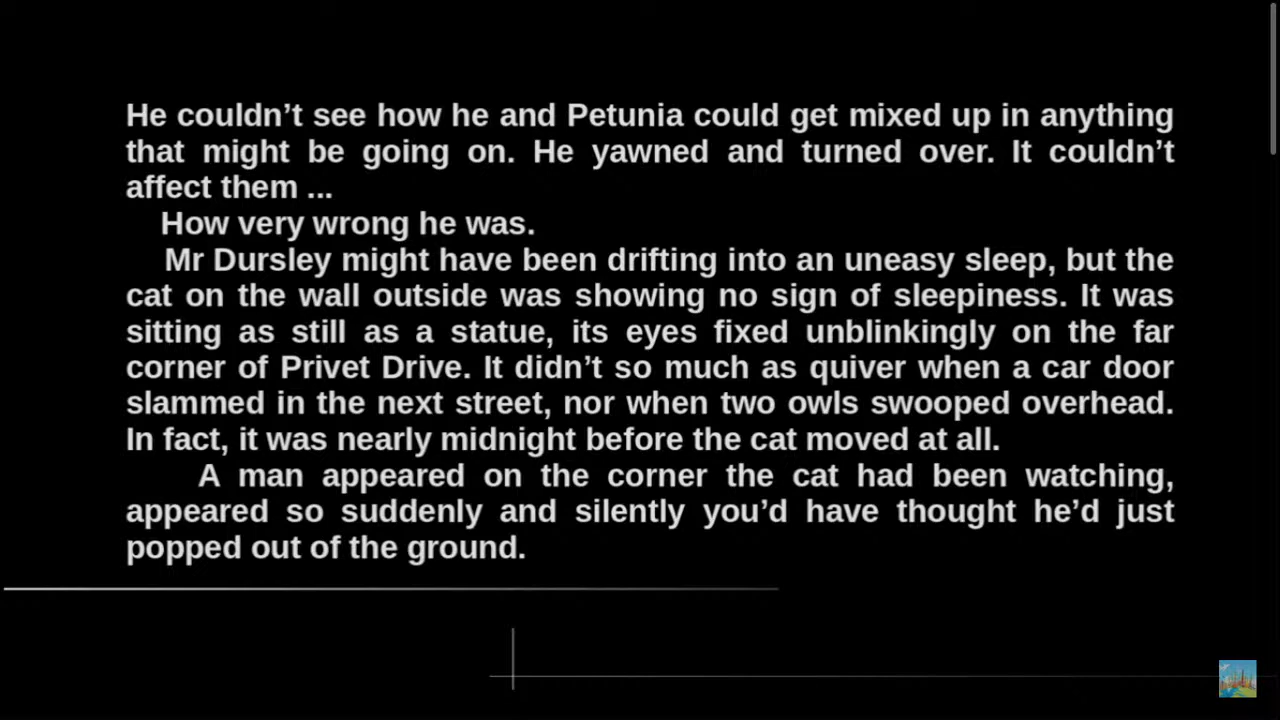 He couldn’t see how he and Petunia could get mixed up in anything
that might be going on. He yawned and turned over. It couldn’t
affect them ...
How very wrong he was.
Mr Dursley might have been drifting into an uneasy sleep, but the
cat on the wall outside was showing no sign of sleepiness. It was
sitting as still as a statue, its eyes fixed unblinkingly on the far
corner of Privet Drive. It didn’t so much as quiver when a car door
slammed in the next street, nor when two owls swooped overhead.
In fact, it was nearly midnight before the cat moved at all.
A man appeared on the corner the cat had been watching,
appeared so suddenly and silently you’d have thought he’d just
popped out of the ground.